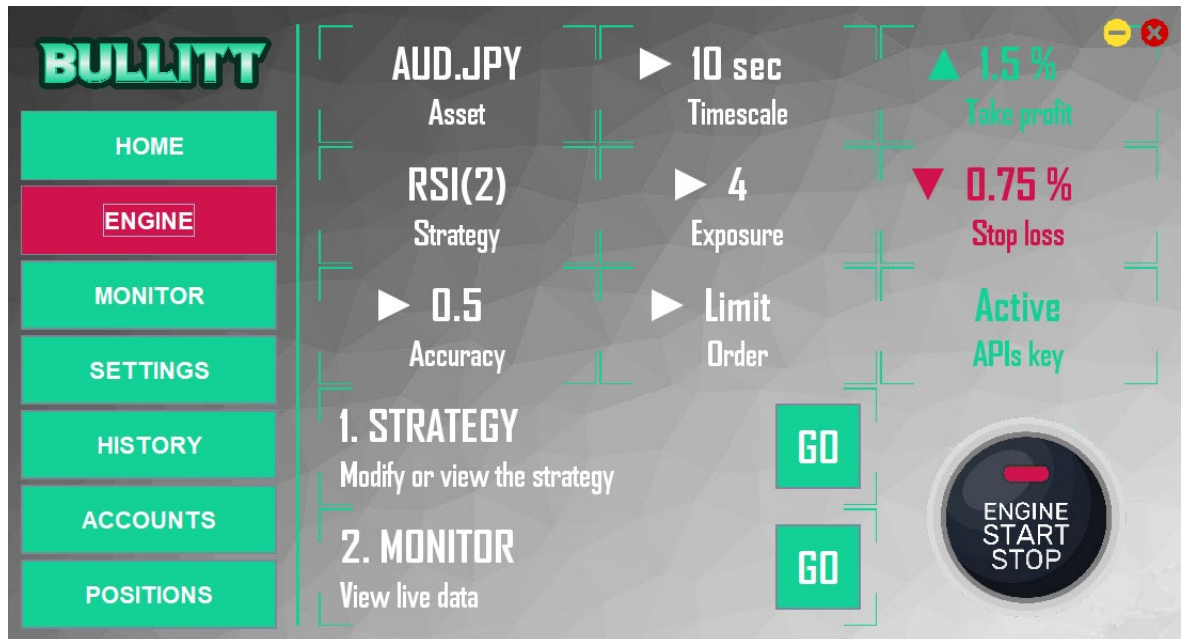 BULLITT
HOME
ENGINE
MONITOR
SETTINGS
HISTORY
ACCOUNTS
POSITIONS
AUD.JPY
Asset
10 sec
Timescale
1.5 %
Take profit
RSI(2)
Strategy
4
Exposure
0.75 %
Stop loss
0.5
Accuracy
Limit
Order
Active
APIs key
1. STRATEGY
Modify or view the strategy
GO
2. MONITOR
View live data
GO
ENGINE
START
STOP